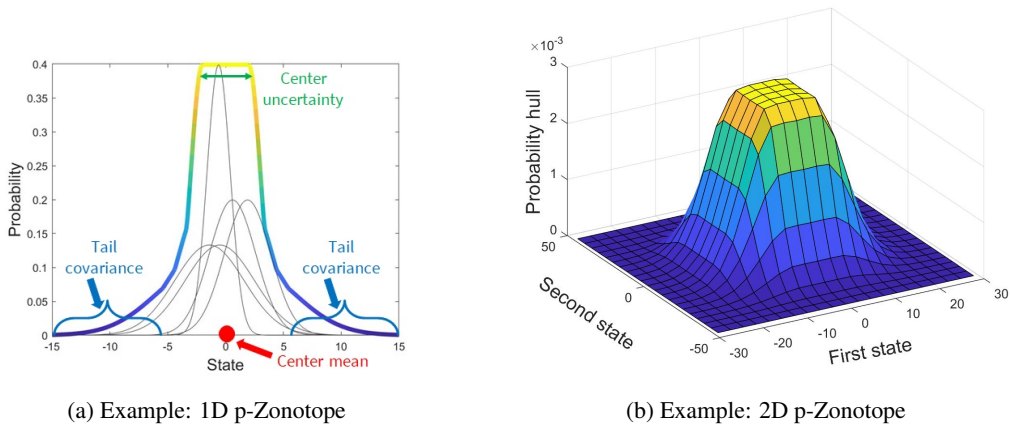 0.4
0.35
0.3
0.25
0.2
0.15
0.1
0.05
0
Probability
Center
uncertainty
Tail
covariance
Tail
covariance
-15
-10
-5
0
5
10
15
State
Center mean
(a) Example: 1D p-Zonotope
×10⁻³
3
2
1
0
Probability hull
50
0
-50
Second state
-30
-20
-10
0
10
20
30
First state
(b) Example: 2D p-Zonotope